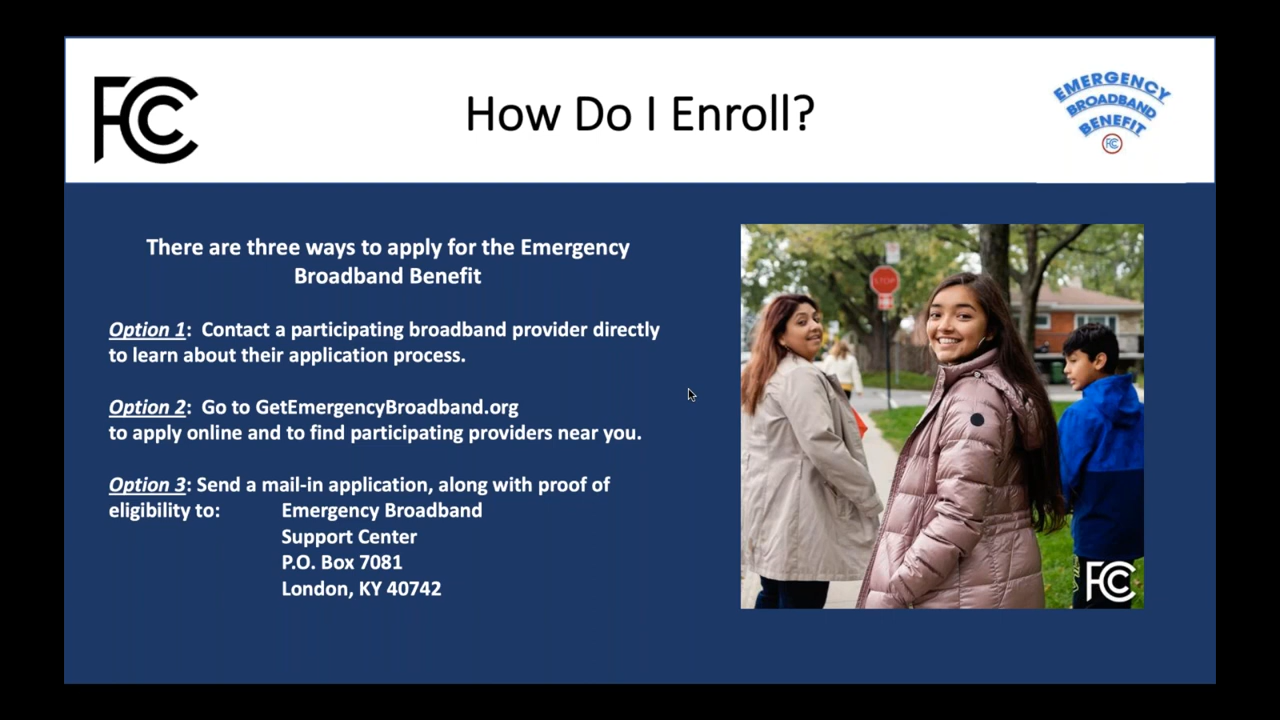 FCC
How Do I Enroll?
EMERGENCY
BROADBAND
BENEFIT
FCC
There are three ways to apply for the Emergency
Broadband Benefit
Option 1:  Contact a participating broadband provider directly
to learn about their application process.
Option 2:  Go to GetEmergencyBroadband.org
to apply online and to find participating providers near you.
Option 3: Send a mail-in application, along with proof of
eligibility to: Emergency Broadband
Support Center
P.O. Box 7081
London, KY 40742
STOP
FCC